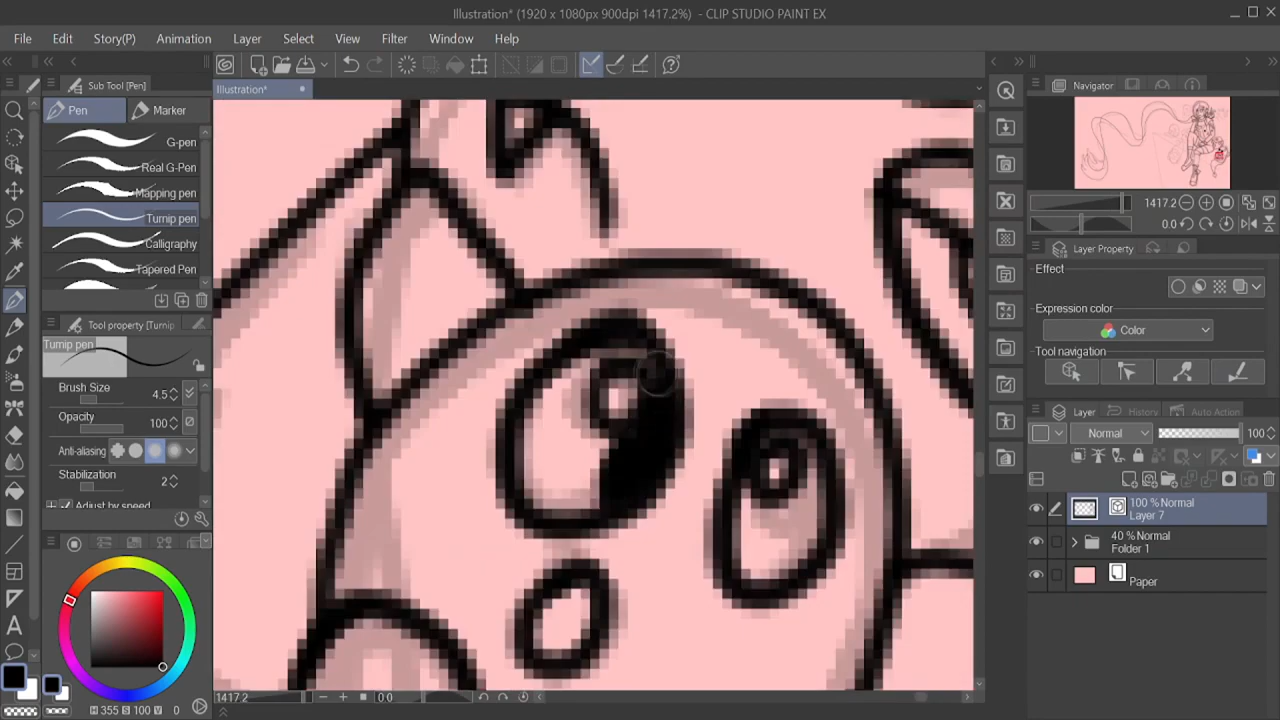 Illustration* (1920 x 1080px 900dpi 1417.2%) - CLIP STUDIO PAINT EX
File Edit Story(P) Animation Layer Select View Filter Window Help
Sub Tool [Pen]
Illustration*
Navigator
Pen Marker
G-pen
Real G-Pen
Mapping pen
Turnip pen
Calligraphy
Tapered Pen
1417.2
0.0
Layer Property
Effect
Expression color
Color
Tool navigation
Tool property [Turnip
Turnip pen
Brush Size 4.5
Opacity 100
Anti-aliasing
Stabilization 2
Adjust by speed
Layer History Auto Action
Normal 100
100 %Normal
Layer 7
40 %Normal
Folder 1
Paper
1417.2 0.0
H 355 S 100 V 0